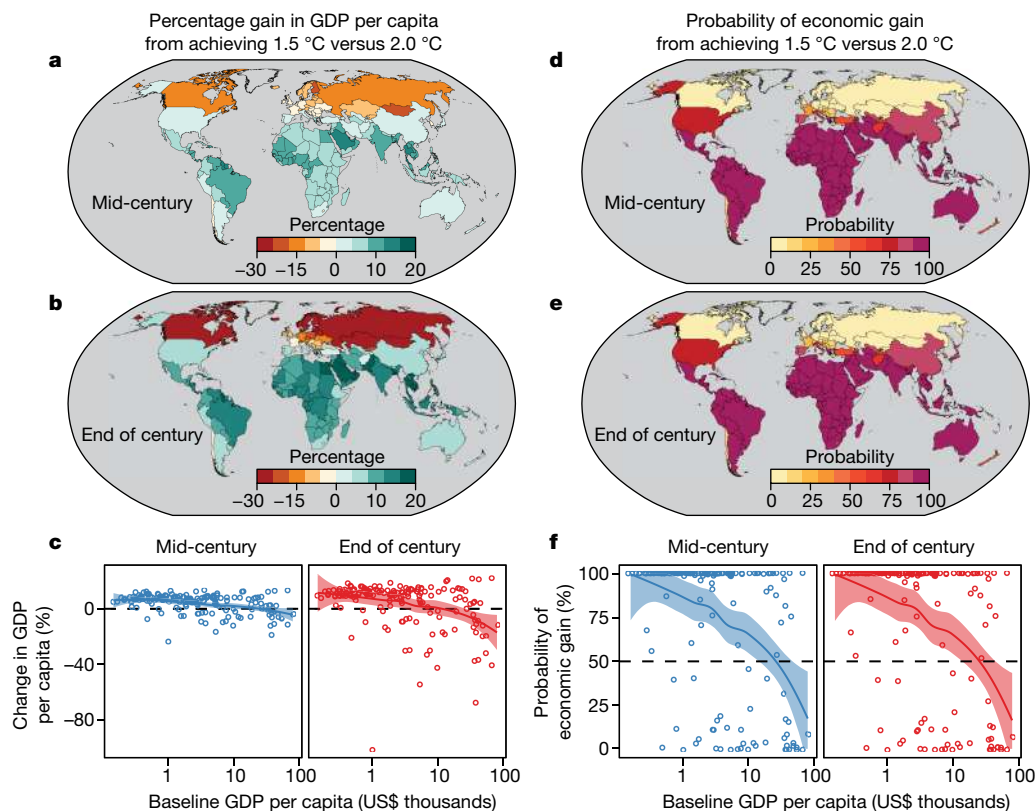 Percentage gain in GDP per capita
from achieving 1.5 °C versus 2.0 °C
a
Mid-century
Percentage
−30 −15 0 10 20
b
End of century
Percentage
−30 −15 0 10 20
c
Mid-century End of century
Change in GDP
per capita (%)
0
−40
−80
1 10 100 1 10 100
Baseline GDP per capita (US$ thousands)
Probability of economic gain
from achieving 1.5 °C versus 2.0 °C
d
Mid-century
Probability
0 25 50 75 100
e
End of century
Probability
0 25 50 75 100
f
Mid-century End of century
Probability of
economic gain (%)
100
75
50
25
0
1 10 100 1 10 100
Baseline GDP per capita (US$ thousands)